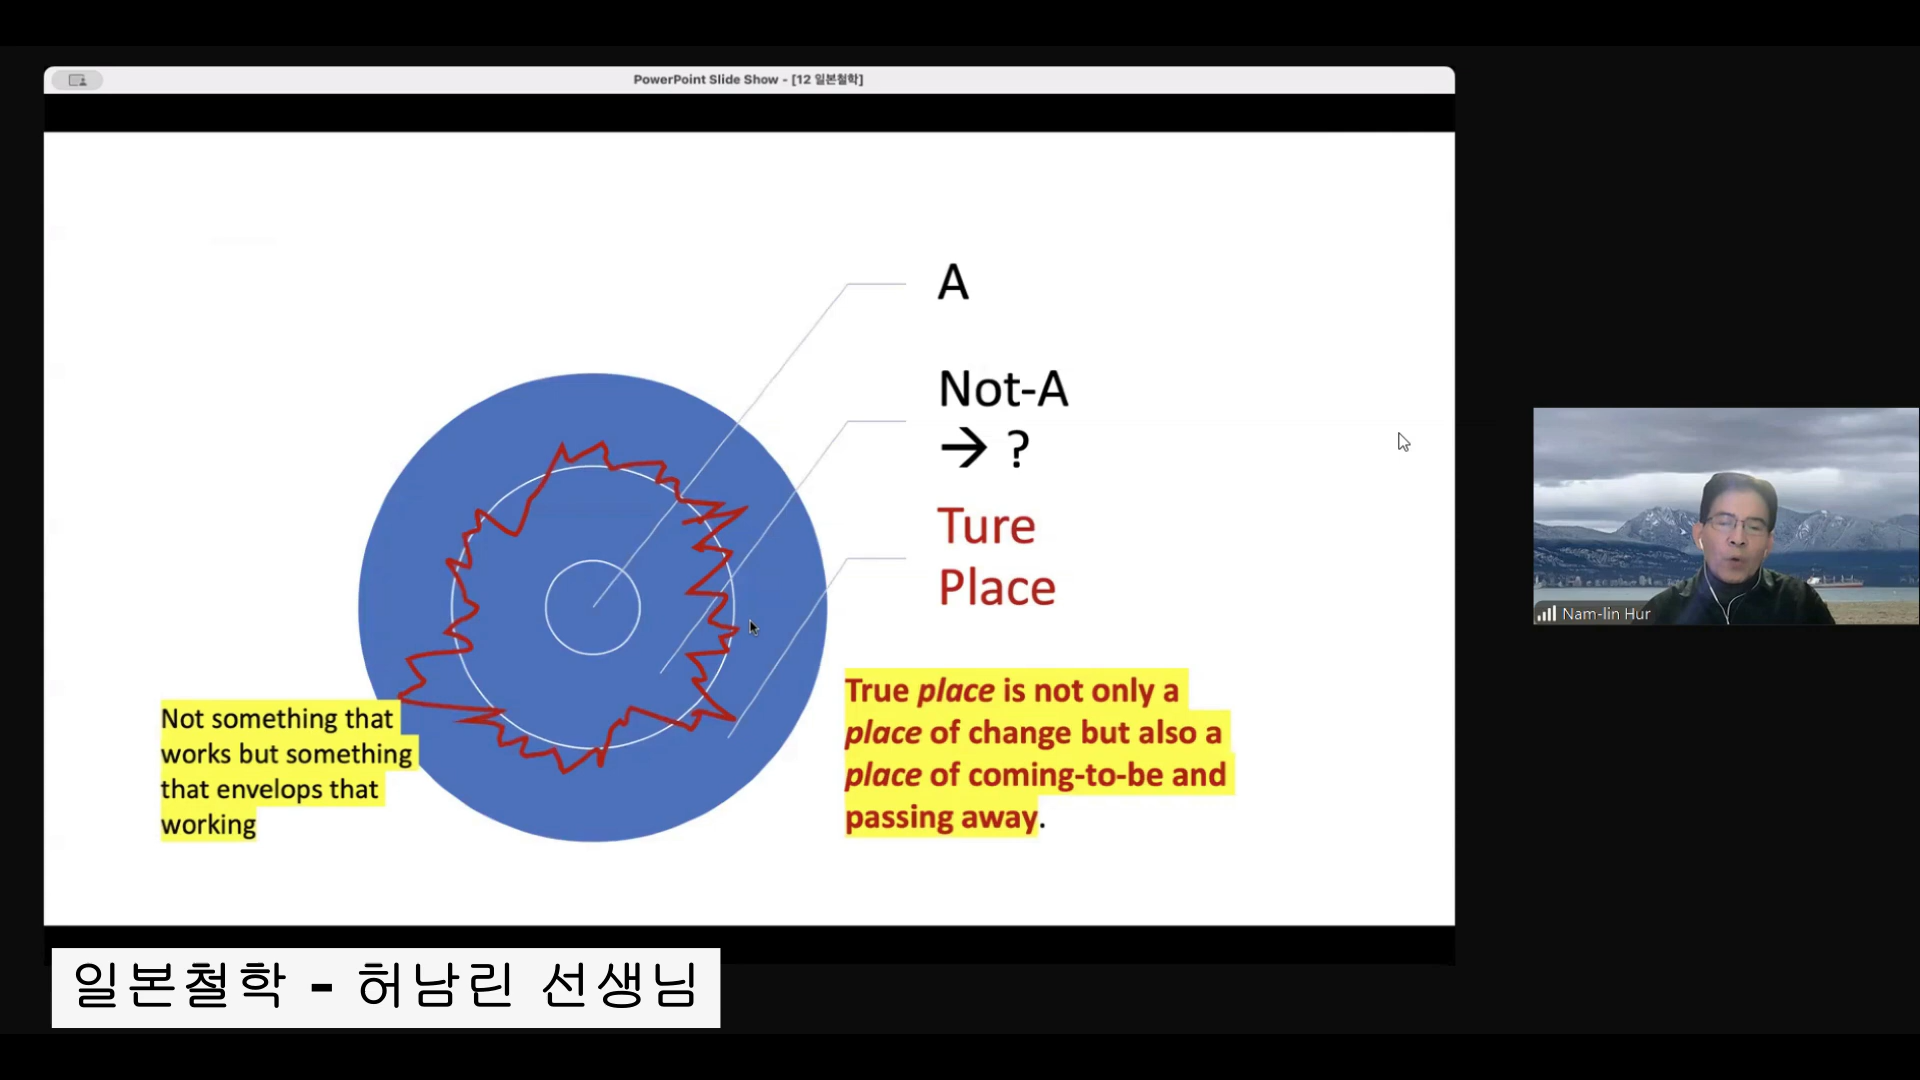 PowerPoint Slide Show - [12 일본철학]
A
Not-A
→ ?
Ture
Place
Not something that
works but something
that envelops that
working
True place is not only a
place of change but also a
place of coming-to-be and
passing away.
Nam-lin Hur
일본철학 - 허남린 선생님